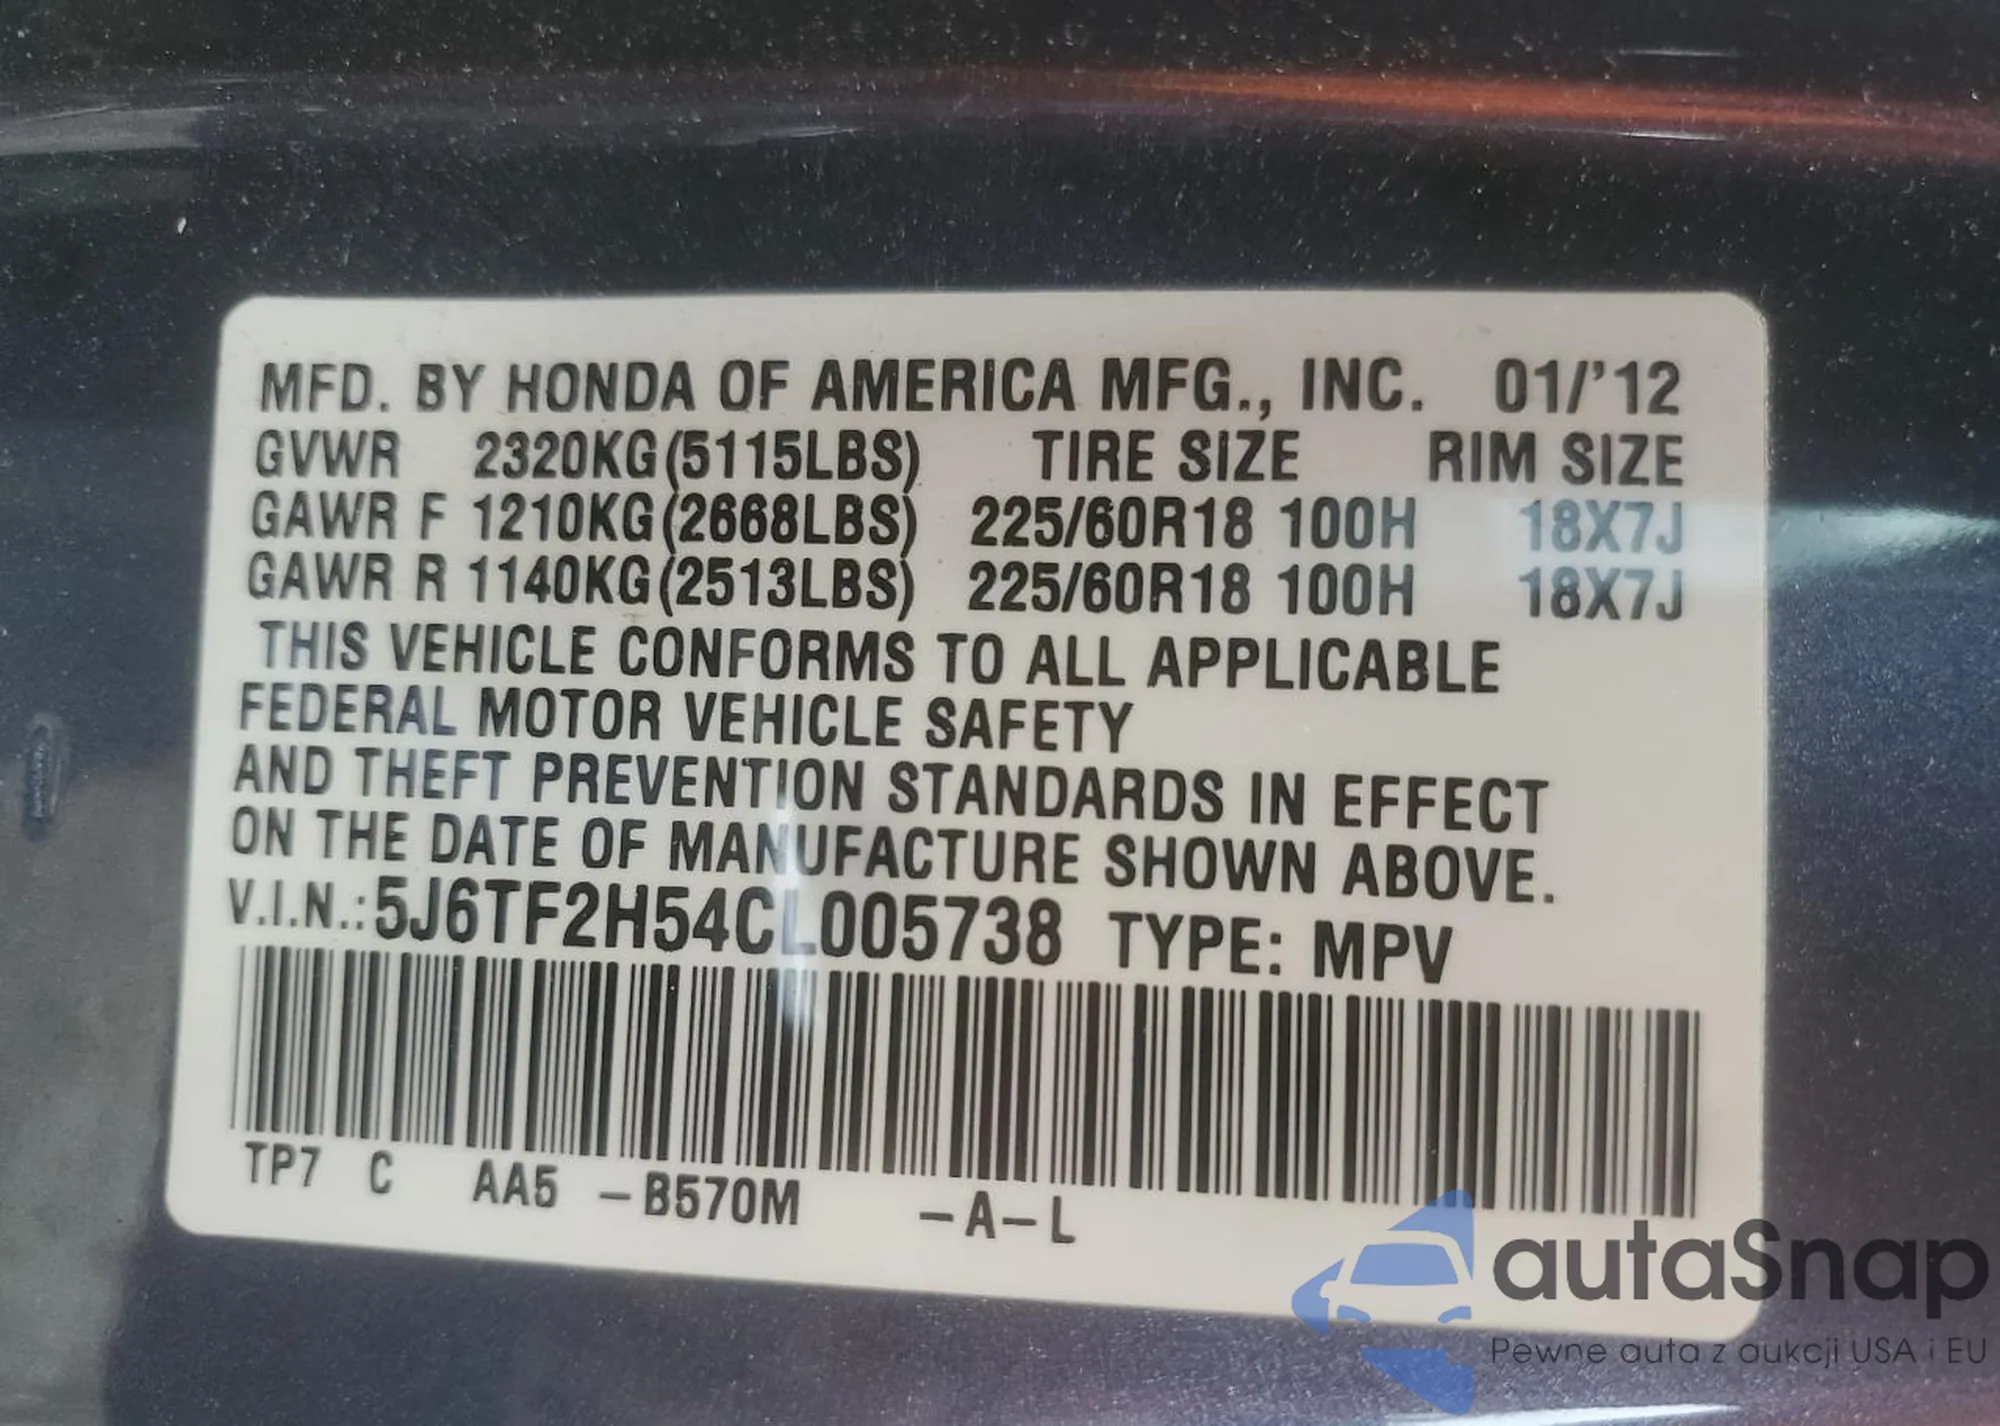 MFD. BY HONDA OF AMERICA MFG., INC. 01/'12
GVWR 2320KG(5115LBS) TIRE SIZE RIM SIZE
GAWR F 1210KG(2668LBS) 225/60R18 100H 18X7J
GAWR R 1140KG(2513LBS) 225/60R18 100H 18X7J
THIS VEHICLE CONFORMS TO ALL APPLICABLE
FEDERAL MOTOR VEHICLE SAFETY
AND THEFT PREVENTION STANDARDS IN EFFECT
ON THE DATE OF MANUFACTURE SHOWN ABOVE.
V.I.N.:5J6TF2H54CL005738 TYPE: MPV
TP7 C AA5 –B570M –A–L
autaSnap
Pewne auta z aukcji USA i EU